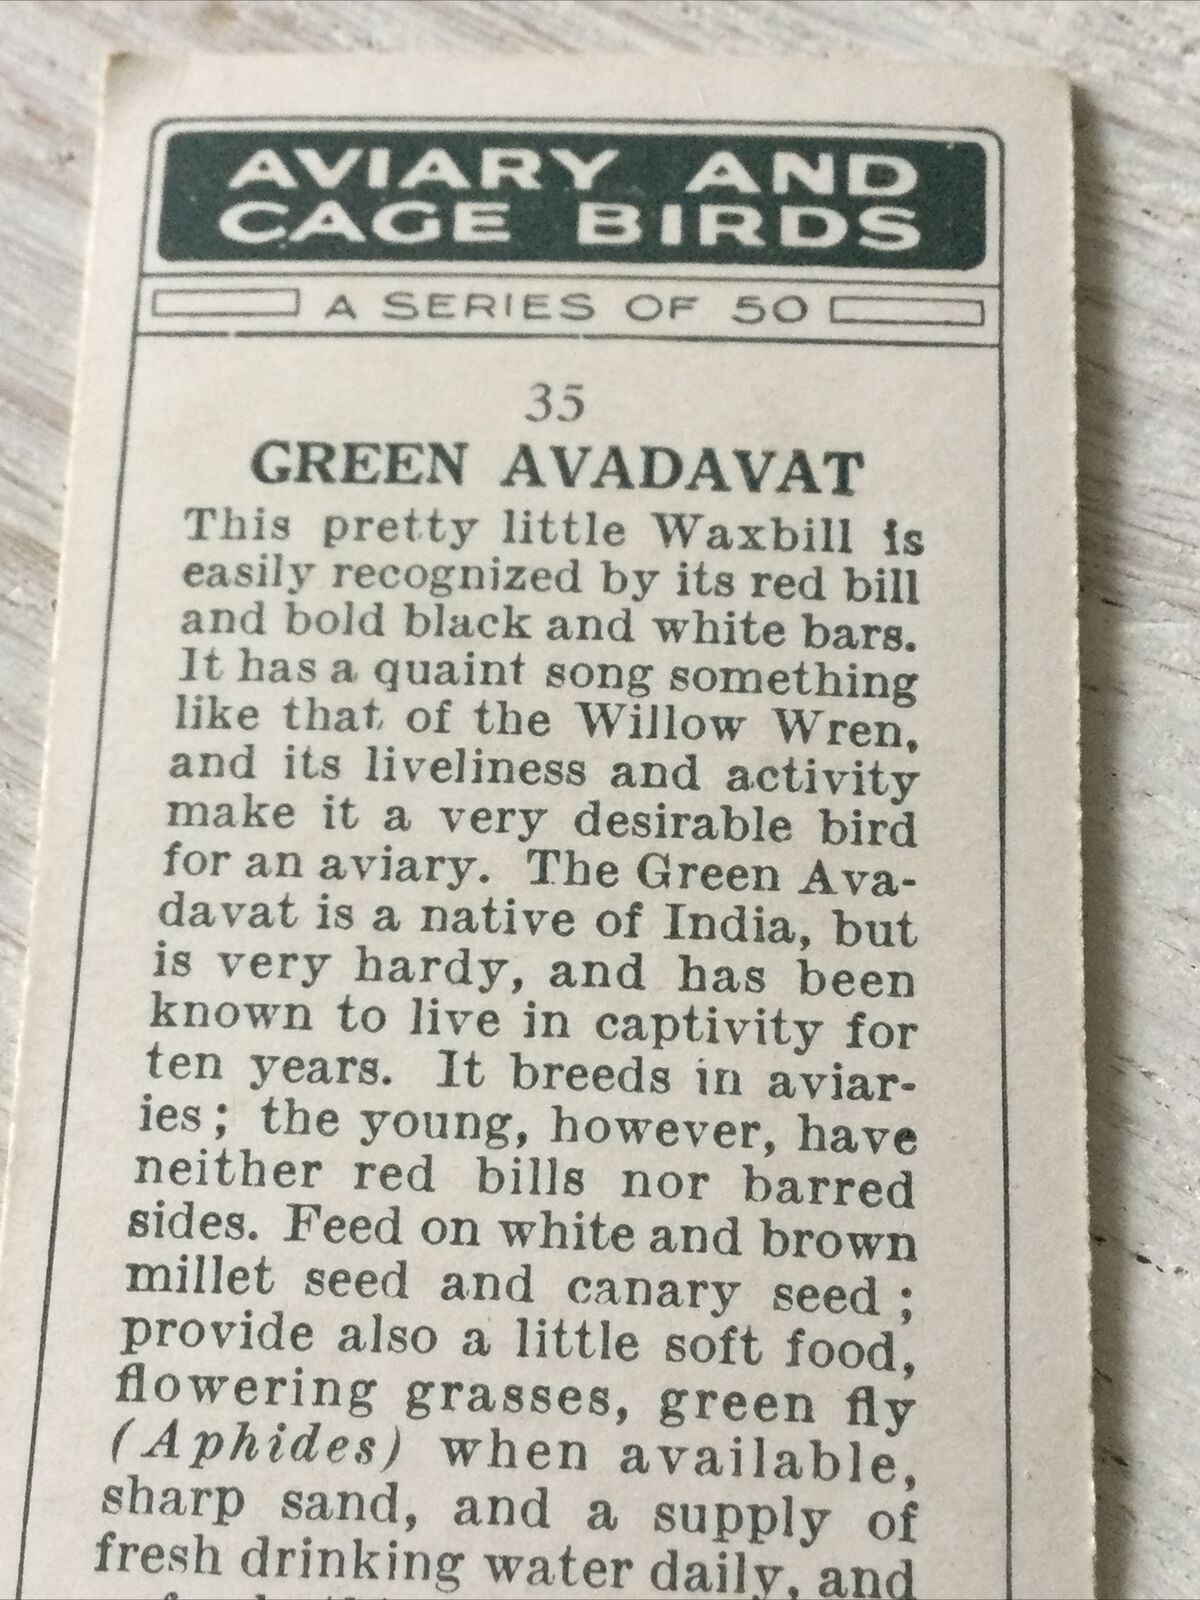 AVIARY AND
CAGE BIRDS
A SERIES OF 50
35
GREEN AVADAVAT
This pretty little Waxbill is
easily recognized by its red bill
and bold black and white bars.
It has a quaint song something
like that of the Willow Wren,
and its liveliness and activity
make it a very desirable bird
for an aviary. The Green Ava-
davat is a native of India, but
is very hardy, and has been
known to live in captivity for
ten years. It breeds in aviar-
ies; the young, however, have
neither red bills nor barred
sides. Feed on white and brown
millet seed and canary seed;
provide also a little soft food,
flowering grasses, green fly
(Aphides) when available,
sharp sand, and a supply of
fresh drinking water daily, and